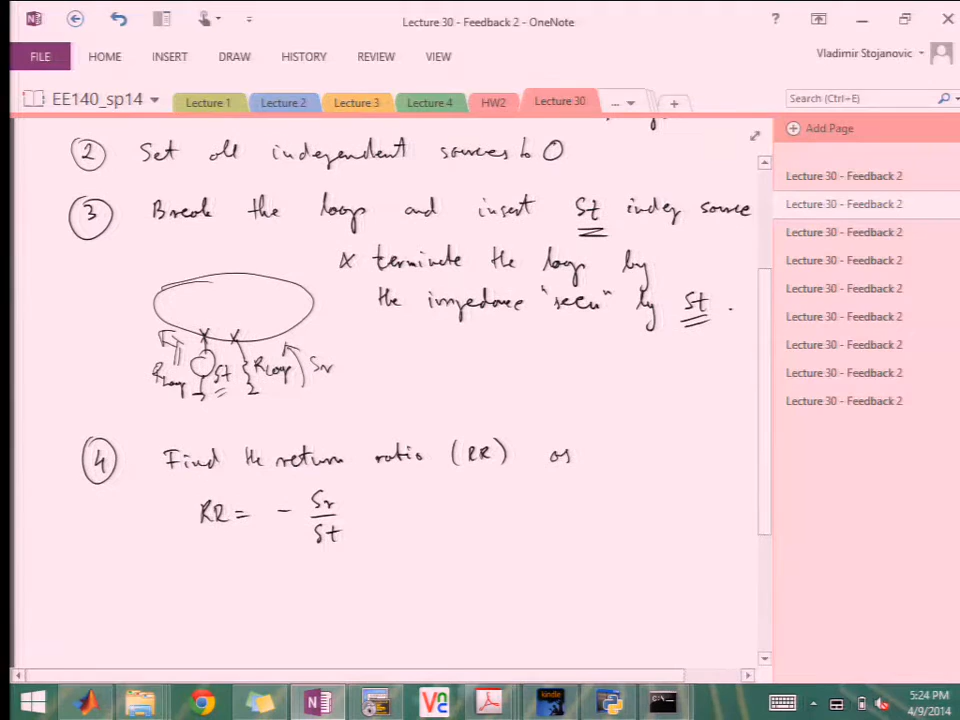 Lecture 30 - Feedback 2 - OneNote
?
FILE HOME INSERT DRAW HISTORY REVIEW VIEW
Vladimir Stojanovic
EE140_sp14
Lecture 1 Lecture 2 Lecture 3 Lecture 4 HW2 Lecture 30 ... +
Search (Ctrl+E)
Add Page
Lecture 30 - Feedback 2
Lecture 30 - Feedback 2
Lecture 30 - Feedback 2
Lecture 30 - Feedback 2
Lecture 30 - Feedback 2
Lecture 30 - Feedback 2
Lecture 30 - Feedback 2
Lecture 30 - Feedback 2
Lecture 30 - Feedback 2
② Set all independent sources to 0
③ Break the loop and insert St indep source
x terminate the loop by
the impedance "seen" by St .
Rloop St Rloop Sr
④ Find the return ratio (RR) as
RR = - Sr
St
VNC
kindle
5:24 PM
4/9/2014